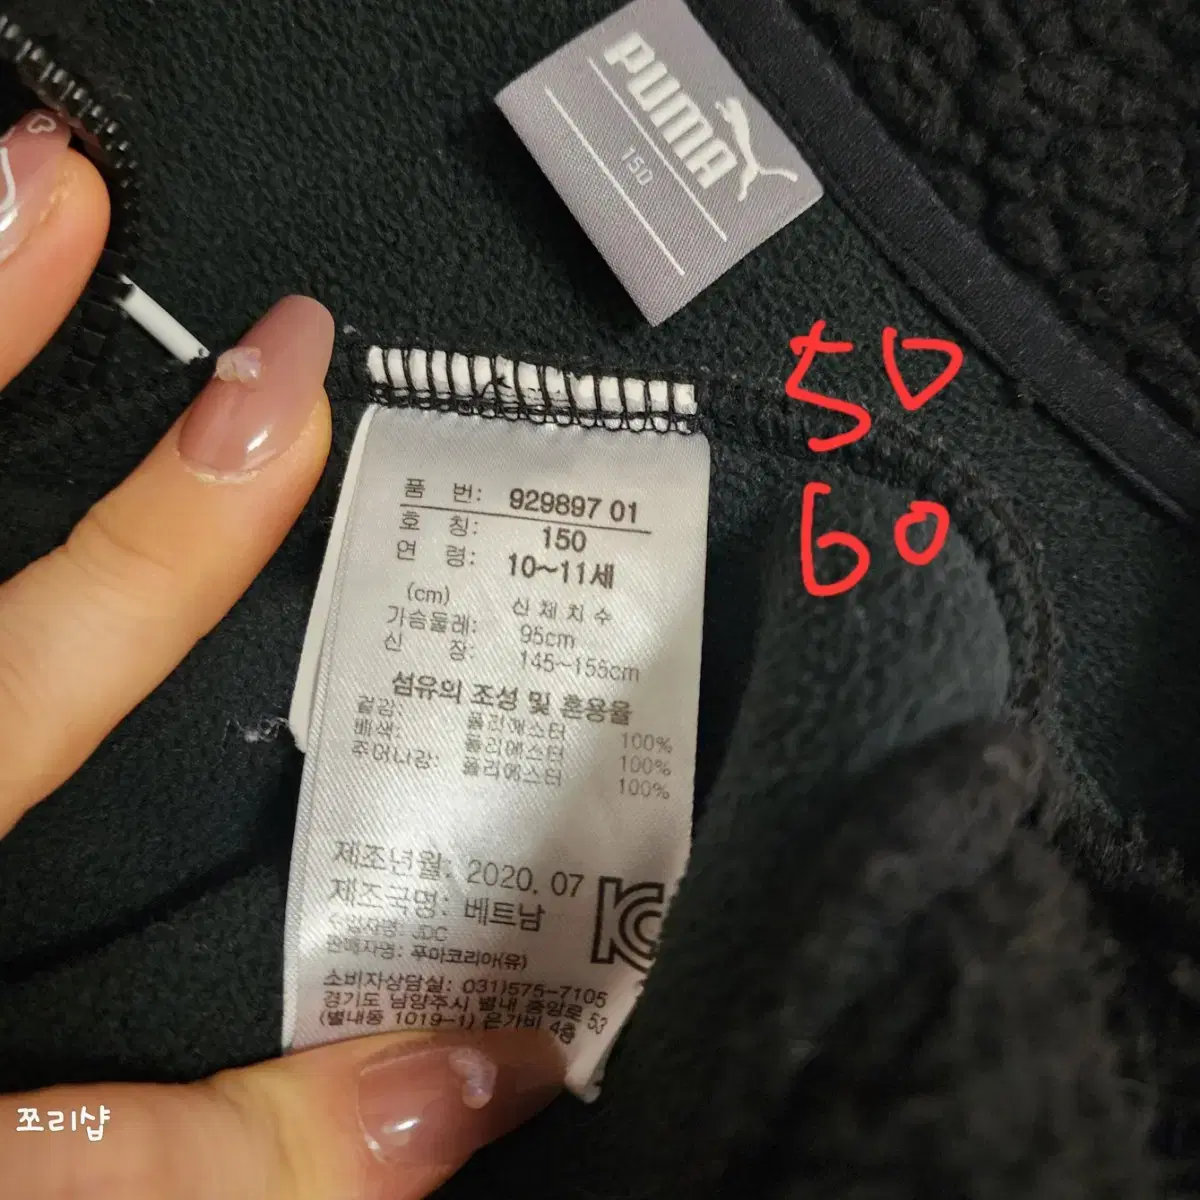 PUMA
150
50
60
품 번: 929897 01
호 칭: 150
연 령: 10~11세
(cm) 신 체 치 수
가슴둘레: 95cm
신 장: 145~155cm
섬유의 조성 및 혼용율
겉감: 폴리에스터 100%
배색: 폴리에스터 100%
주머니감: 폴리에스터 100%
제조년월: 2020. 07
제조국명: 베트남
수입자명: JDC
판매자명: 푸마코리아(유)
소비자상담실: 031)575-7105
경기도 남양주시 별내 중앙로 53
(별내동 1019-1) 4층
KC
쪼리샵